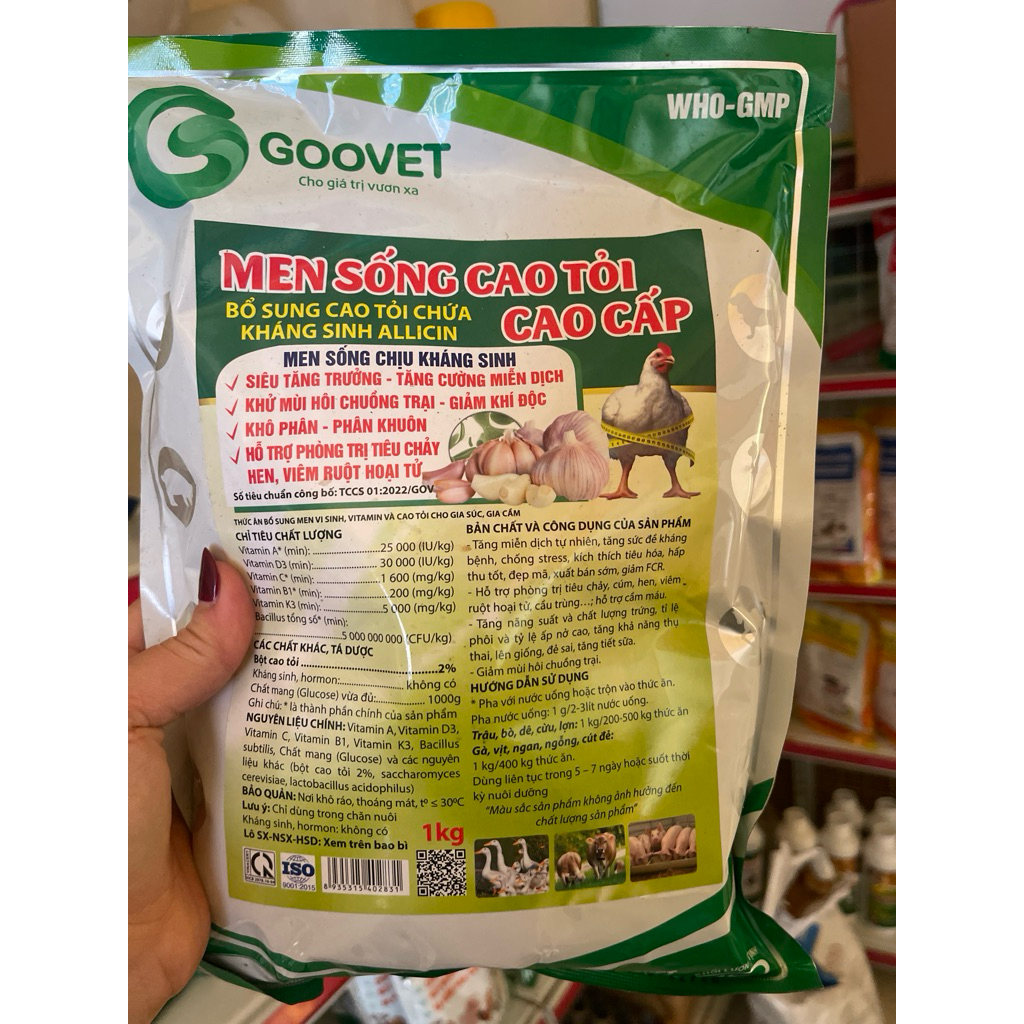 WHO-GMP
GOOVET
Cho giá trị vươn xa
MEN SỐNG CAO TỎI
CAO CẤP
BỔ SUNG CAO TỎI CHỨA
KHÁNG SINH ALLICIN
MEN SỐNG CHỊU KHÁNG SINH
SIÊU TĂNG TRƯỞNG - TĂNG CƯỜNG MIỄN DỊCH
KHỬ MÙI HÔI CHUỒNG TRẠI - GIẢM KHÍ ĐỘC
KHÔ PHÂN - PHÂN KHUÔN
HỖ TRỢ PHÒNG TRỊ TIÊU CHẢY
HEN, VIÊM RUỘT HOẠI TỬ
Số tiêu chuẩn công bố: TCCS 01:2022/GOV
THỨC ĂN BỔ SUNG MEN VI SINH, VITAMIN VÀ CAO TỎI CHO GIA SÚC, GIA CẦM
CHỈ TIÊU CHẤT LƯỢNG
Vitamin A* (min):.....................25 000 (IU/kg)
Vitamin D3 (min):.....................30 000 (IU/kg)
Vitamin C* (min):.....................1 600 (mg/kg)
Vitamin B1* (min):.....................200 (mg/kg)
Vitamin K3 (min):.....................5 000 (mg/kg)
Bacillus tổng số* (min):
.....................5 000 000 000 (CFU/kg)
CÁC CHẤT KHÁC, TÁ DƯỢC
Bột cao tỏi.....................2%
Kháng sinh, hormon:.....................không có
Chất mang (Glucose) vừa đủ:.....................1000g
Ghi chú: * là thành phần chính của sản phẩm
NGUYÊN LIỆU CHÍNH: Vitamin A, Vitamin D3,
Vitamin C, Vitamin B1, Vitamin K3, Bacillus
subtilis, Chất mang (Glucose) và các nguyên
liệu khác (bột cao tỏi 2%, saccharomyces
cerevisiae, lactobacillus acidophilus)
BẢO QUẢN: Nơi khô ráo, thoáng mát, tº ≤ 30ºC
Lưu ý: Chỉ dùng trong chăn nuôi
Kháng sinh, hormon: không có
Lô SX-NSX-HSD: Xem trên bao bì
1kg
ISO
9001:2015
8 935315 402831
BẢN CHẤT VÀ CÔNG DỤNG CỦA SẢN PHẨM
- Tăng miễn dịch tự nhiên, tăng sức đề kháng
bệnh, chống stress, kích thích tiêu hóa, hấp
thu tốt, đẹp mã, xuất bán sớm, giảm FCR.
- Hỗ trợ phòng trị tiêu chảy, cúm, hen, viêm
ruột hoại tử, cầu trùng...; hỗ trợ cầm máu.
- Tăng năng suất và chất lượng trứng, tỉ lệ
phôi và tỷ lệ ấp nở cao, tăng khả năng thụ
thai, lên giống, đẻ sai, tăng tiết sữa.
- Giảm mùi hôi chuồng trại.
HƯỚNG DẪN SỬ DỤNG
* Pha với nước uống hoặc trộn vào thức ăn.
Pha nước uống: 1 g/2-3lít nước uống.
Trâu, bò, dê, cừu, lợn: 1 kg/200-500 kg thức ăn
Gà, vịt, ngan, ngỗng, cút đẻ:
1 kg/400 kg thức ăn.
Dùng liên tục trong 5 – 7 ngày hoặc suốt thời
kỳ nuôi dưỡng
"Màu sắc sản phẩm không ảnh hưởng đến
chất lượng sản phẩm"